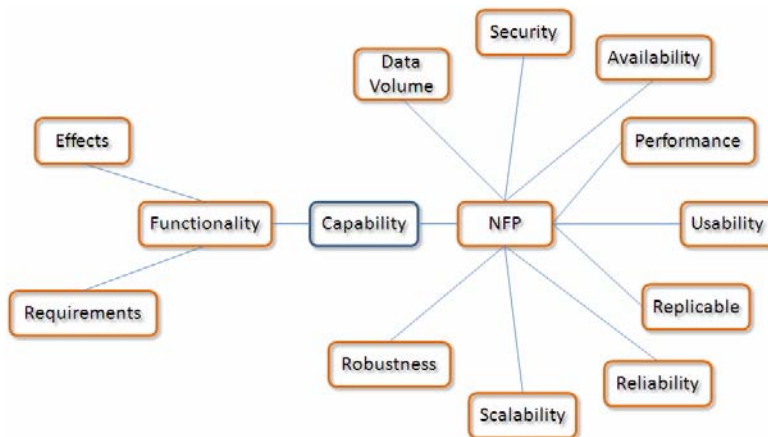 Security
Data
Volume
Availability
Effects
Performance
Functionality
Capability
NFP
Usability
Requirements
Replicable
Robustness
Reliability
Scalability